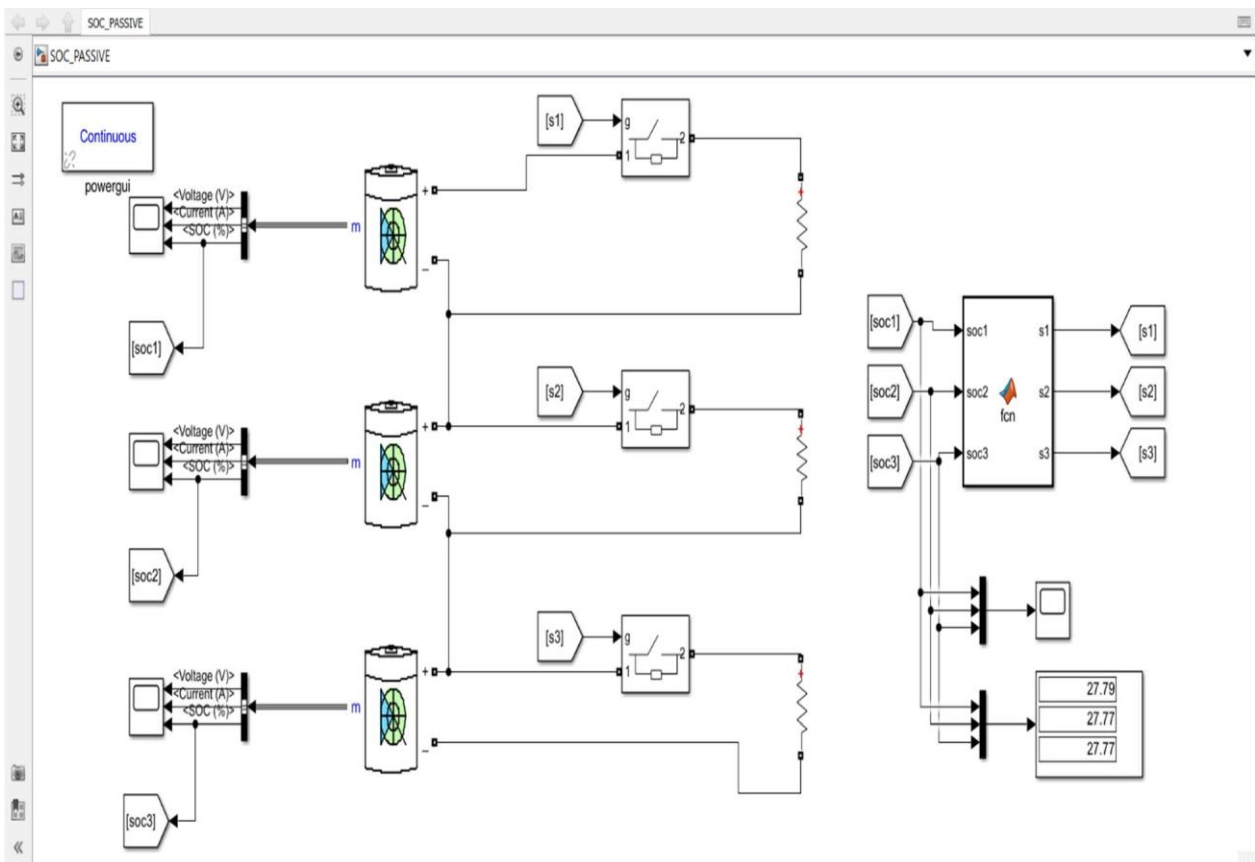 SOC_PASSIVE
SOC_PASSIVE
Continuous
powergui
[s1]
g
1
2
<Voltage (V)>
<Current (A)>
<SOC (%)>
m
+
_
+
[soc1]
[s2]
g
1
2
<Voltage (V)>
<Current (A)>
<SOC (%)>
m
+
_
+
[soc2]
[s3]
g
1
2
<Voltage (V)>
<Current (A)>
<SOC (%)>
m
+
_
+
[soc3]
[soc1]
[soc2]
[soc3]
soc1
soc2
soc3
fcn
s1
s2
s3
[s1]
[s2]
[s3]
27.79
27.77
27.77